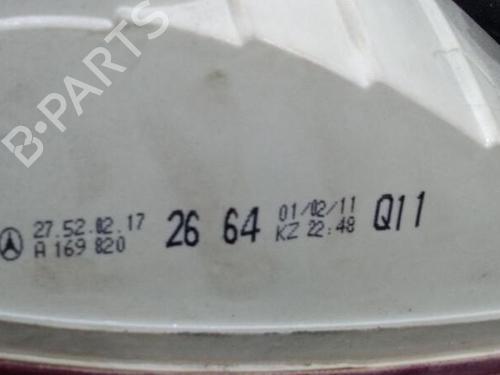 B-PARTS
27.52.02.17 26 64 01/02/11 Q11
A 169 820 KZ 22:48